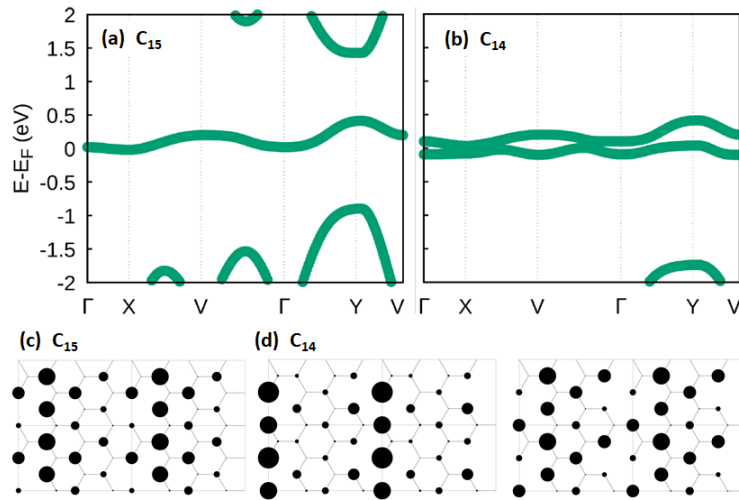 (a) C15
(b) C14
E-EF (eV)
2
1.5
1
0.5
0
-0.5
-1
-1.5
-2
Γ X V Γ Y V
Γ X V Γ Y V
(c) C15
(d) C14